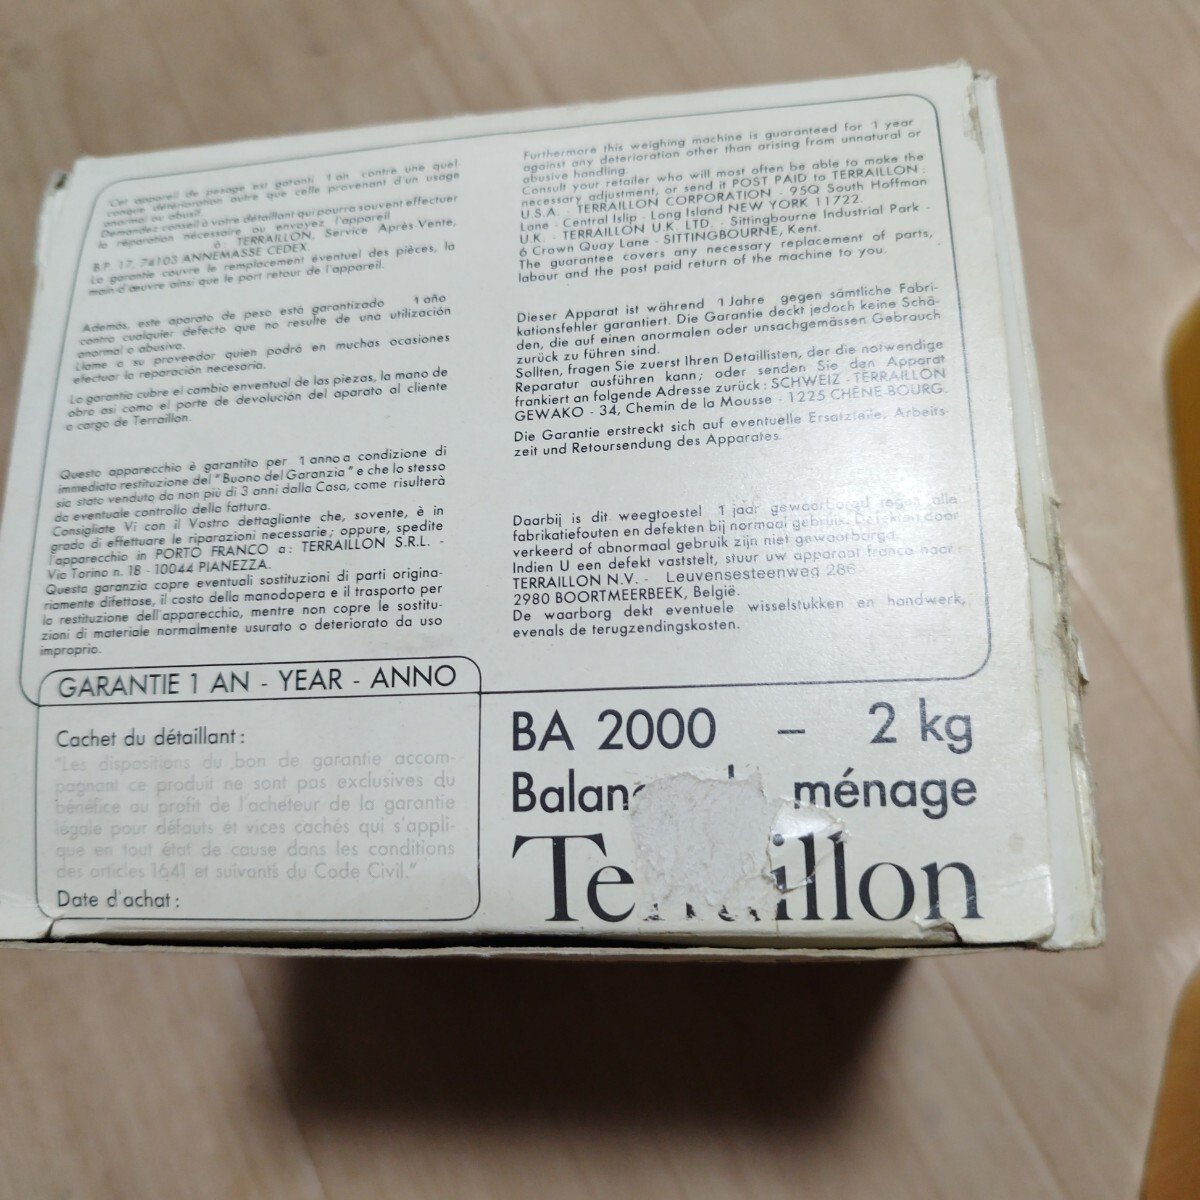 Cet appareil de pesage est garanti 1 an contre une quel-
conque détérioration autre que celle provenant d'un usage
anormal ou abusif.
Demandez conseil à votre détaillant qui pourra souvent effectuer
la réparation nécessaire ou envoyez l'appareil
à : TERRAILLON, Service Après Vente,
B.P. 17, 74103 ANNEMASSE CEDEX.
La garantie couvre le remplacement éventuel des pièces, la
main d'œuvre ainsi que le port retour de l'appareil.
Además, este aparato de peso està garantizado 1 año
contra cualquier defecto que no resulte de una utilización
anormal o abusiva.
Llame a su proveedor quien podrá en muchas ocasiones
efectuar la reparación necesaria.
La garantía cubre el cambio enventual de las piezas, la mano de
obra asi como el porte de devolución del aparato al cliente
a cargo de Terraillon.
Questo apparecchio è garantito per 1 anno a condizione di
immediata restituzione del "Buono del Garanzia" e che lo stesso
sia stato venduto da non più di 3 anni dalla Casa, come risulterà
da eventuale controllo della fattura.
Consigliate Vi con il Vostro dettagliante che, sovente, è in
grado di effettuare le riparazioni necessarie; oppure, spedite
l'apparecchio in PORTO FRANCO a : TERRAILLON S.R.L. -
Via Torino n. 18 - 10044 PIANEZZA.
Questa garanzia copre eventuali sostituzioni di parti origina-
riamente difettose, il costo della manodopera e il trasporto per
la restituzione dell'apparecchio, mentre non copre le sostitu-
zioni di materiale normalmente usurato o deteriorato da uso
improprio.
Furthermore this weighing machine is guaranteed for 1 year
against any deterioration other than arising from unnatural or
abusive handling.
Consult your retailer who will most often be able to make the
necessary adjustment, or send it POST PAID to TERRAILLON :
U.S.A. - TERRAILLON CORPORATION - 95Q South Hoffman
Lane - Central Islip - Long Island NEW YORK 11722.
U.K. - TERRAILLON U.K. LTD. - Sittingbourne Industrial Park -
6 Crown Quay Lane - SITTINGBOURNE, Kent.
The guarantee covers any necessary replacement of parts,
labour and the post paid return of the machine to you.
Dieser Apparat ist während 1 Jahre gegen sämtliche Fabri-
kationsfehler garantiert. Die Garantie deckt jedoch keine Schä-
den, die auf einen anormalen oder unsachgemässen Gebrauch
zurück zu führen sind.
Sollten, fragen Sie zuerst Ihren Detaillisten, der die notwendige
Reparatur ausführen kann; oder senden Sie den Apparat
frankiert an folgende Adresse zurück : SCHWEIZ - TERRAILLON
GEWAKO - 34, Chemin de la Mousse - 1225 CHÊNE-BOURG.
Die Garantie erstreckt sich auf eventuelle Ersatzteile, Arbeits-
zeit und Retoursendung des Apparates.
Daarbij is dit weegtoestel 1 jaar gewaarborgd tegen alle
fabrikatiefouten en defekten bij normaal gebruik. Defekten door
verkeerd of abnormaal gebruik zijn niet gewaarborgd.
Indien U een defekt vaststelt, stuur uw apparaat franco naar :
TERRAILLON N.V. - Leuvensesteenweg 286
2980 BOORTMEERBEEK, België.
De waarborg dekt eventuele wisselstukken en handwerk,
evenals de terugzendingskosten.
GARANTIE 1 AN - YEAR - ANNO
Cachet du détaillant :
"Les dispositions du bon de garantie accom-
pagnant ce produit ne sont pas exclusives du
bénéfice au profit de l'acheteur de la garantie
légale pour défauts et vices cachés qui s'appli-
que en tout état de cause dans les conditions
des articles 1641 et suivants du Code Civil."
Date d'achat :
BA 2000 - 2 kg
ménage